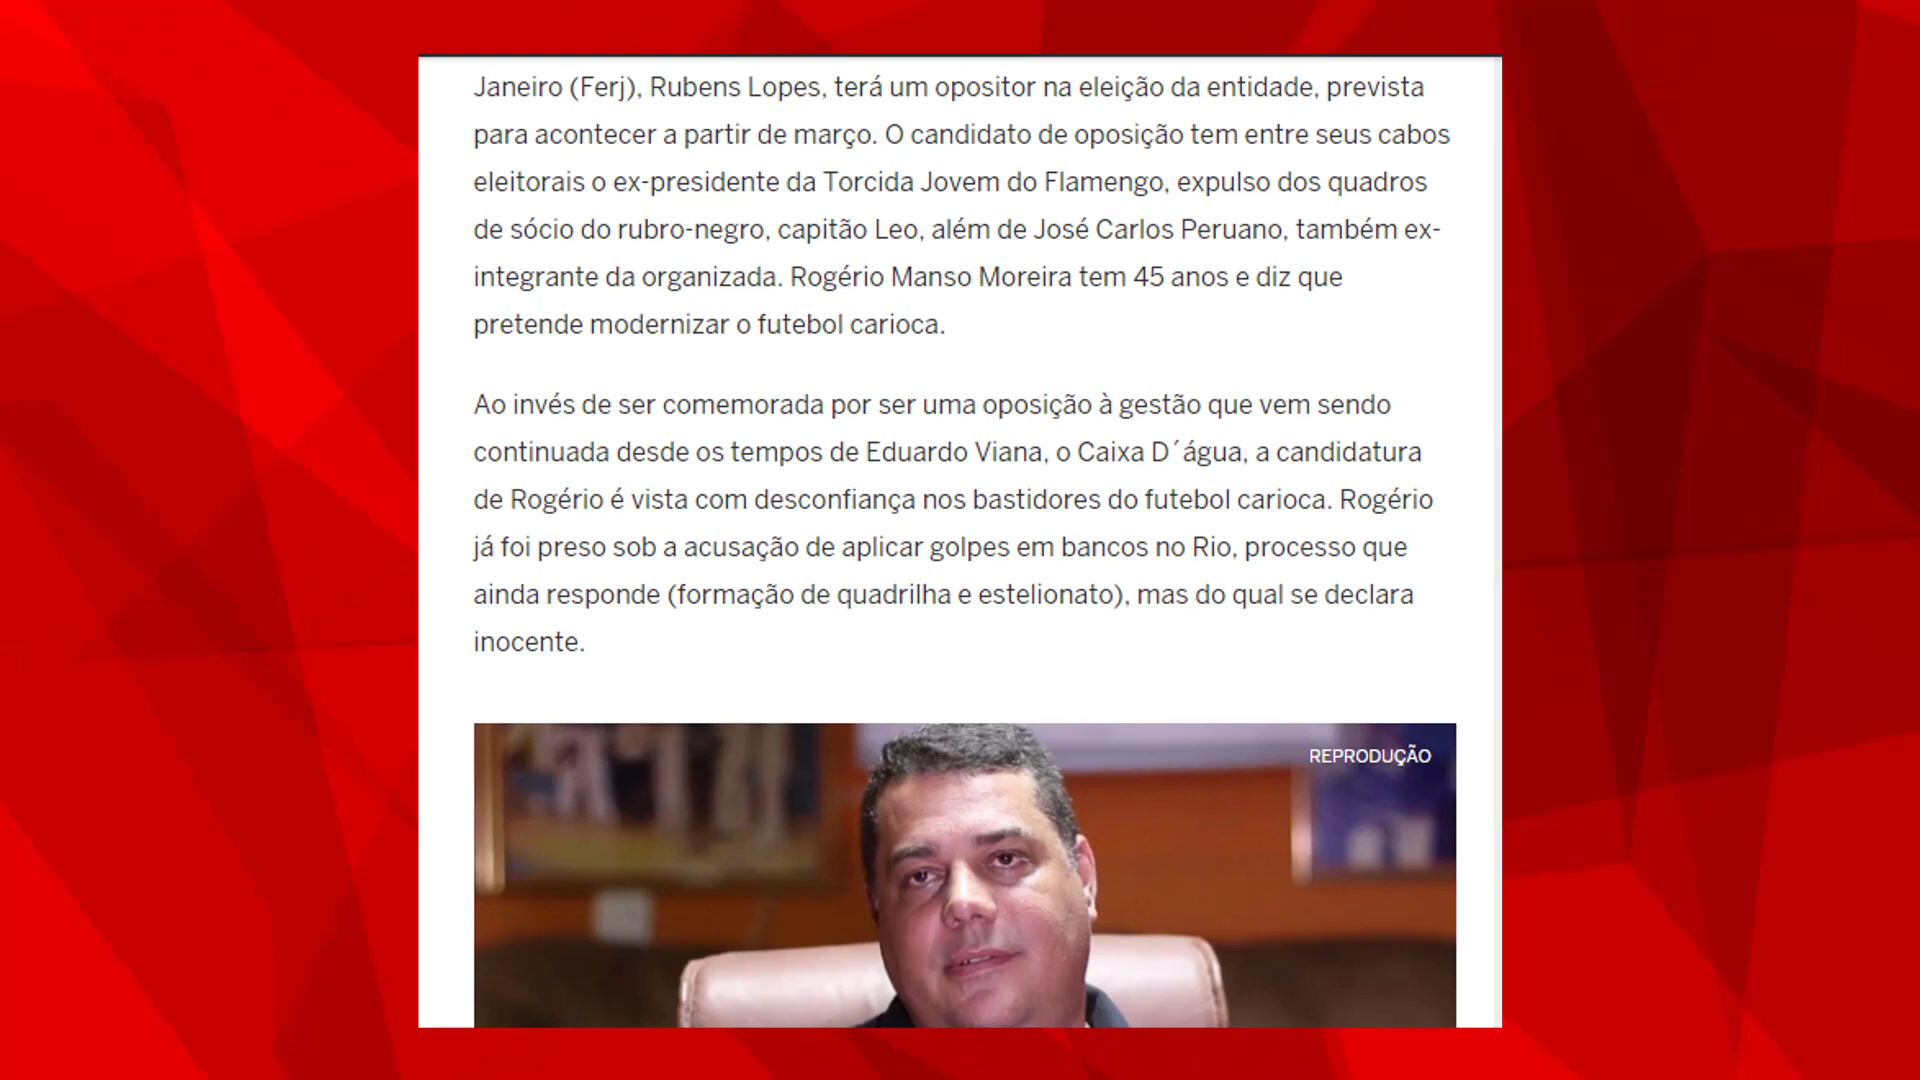 Janeiro (Ferj), Rubens Lopes, terá um opositor na eleição da entidade, prevista
para acontecer a partir de março. O candidato de oposição tem entre seus cabos
eleitorais o ex-presidente da Torcida Jovem do Flamengo, expulso dos quadros
de sócio do rubro-negro, capitão Leo, além de José Carlos Peruano, também ex-
integrante da organizada. Rogério Manso Moreira tem 45 anos e diz que
pretende modernizar o futebol carioca.
Ao invés de ser comemorada por ser uma oposição à gestão que vem sendo
continuada desde os tempos de Eduardo Viana, o Caixa D´água, a candidatura
de Rogério é vista com desconfiança nos bastidores do futebol carioca. Rogério
já foi preso sob a acusação de aplicar golpes em bancos no Rio, processo que
ainda responde (formação de quadrilha e estelionato), mas do qual se declara
inocente.
REPRODUÇÃO